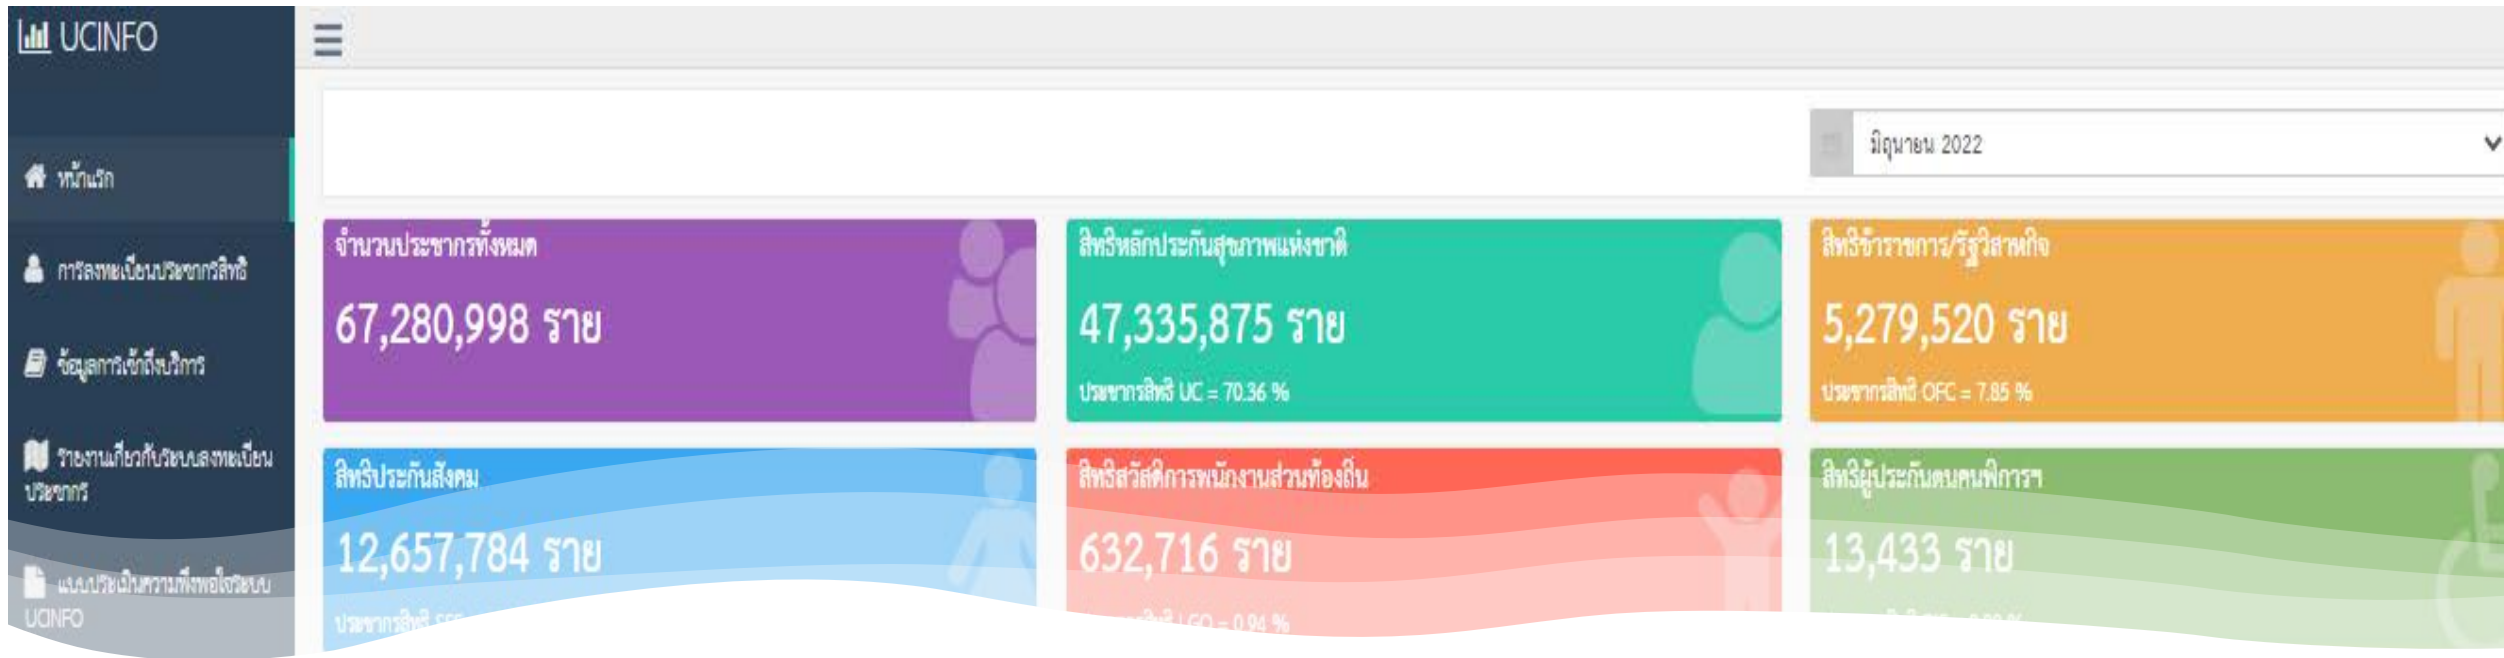 UCINFO
มิถุนายน 2022
หน้าแรก
การลงทะเบียนประชากรสิทธิ
ข้อมูลการเข้าถึงบริการ
รายงานเกี่ยวกับระบบลงทะเบียน
ประชากร
แบบประเมินความพึงพอใจระบบ
UCINFO
จำนวนประชากรทั้งหมด
67,280,998 ราย
สิทธิหลักประกันสุขภาพแห่งชาติ
47,335,875 ราย
ประชากรสิทธิ UC = 70.36 %
สิทธิข้าราชการ/รัฐวิสาหกิจ
5,279,520 ราย
ประชากรสิทธิ OFC = 7.85 %
สิทธิประกันสังคม
12,657,784 ราย
ประชากรสิทธิ
สิทธิสวัสดิการพนักงานส่วนท้องถิ่น
632,716 ราย
LGO = 0.94 %
สิทธิผู้ประกันตนคนพิการฯ
13,433 ราย